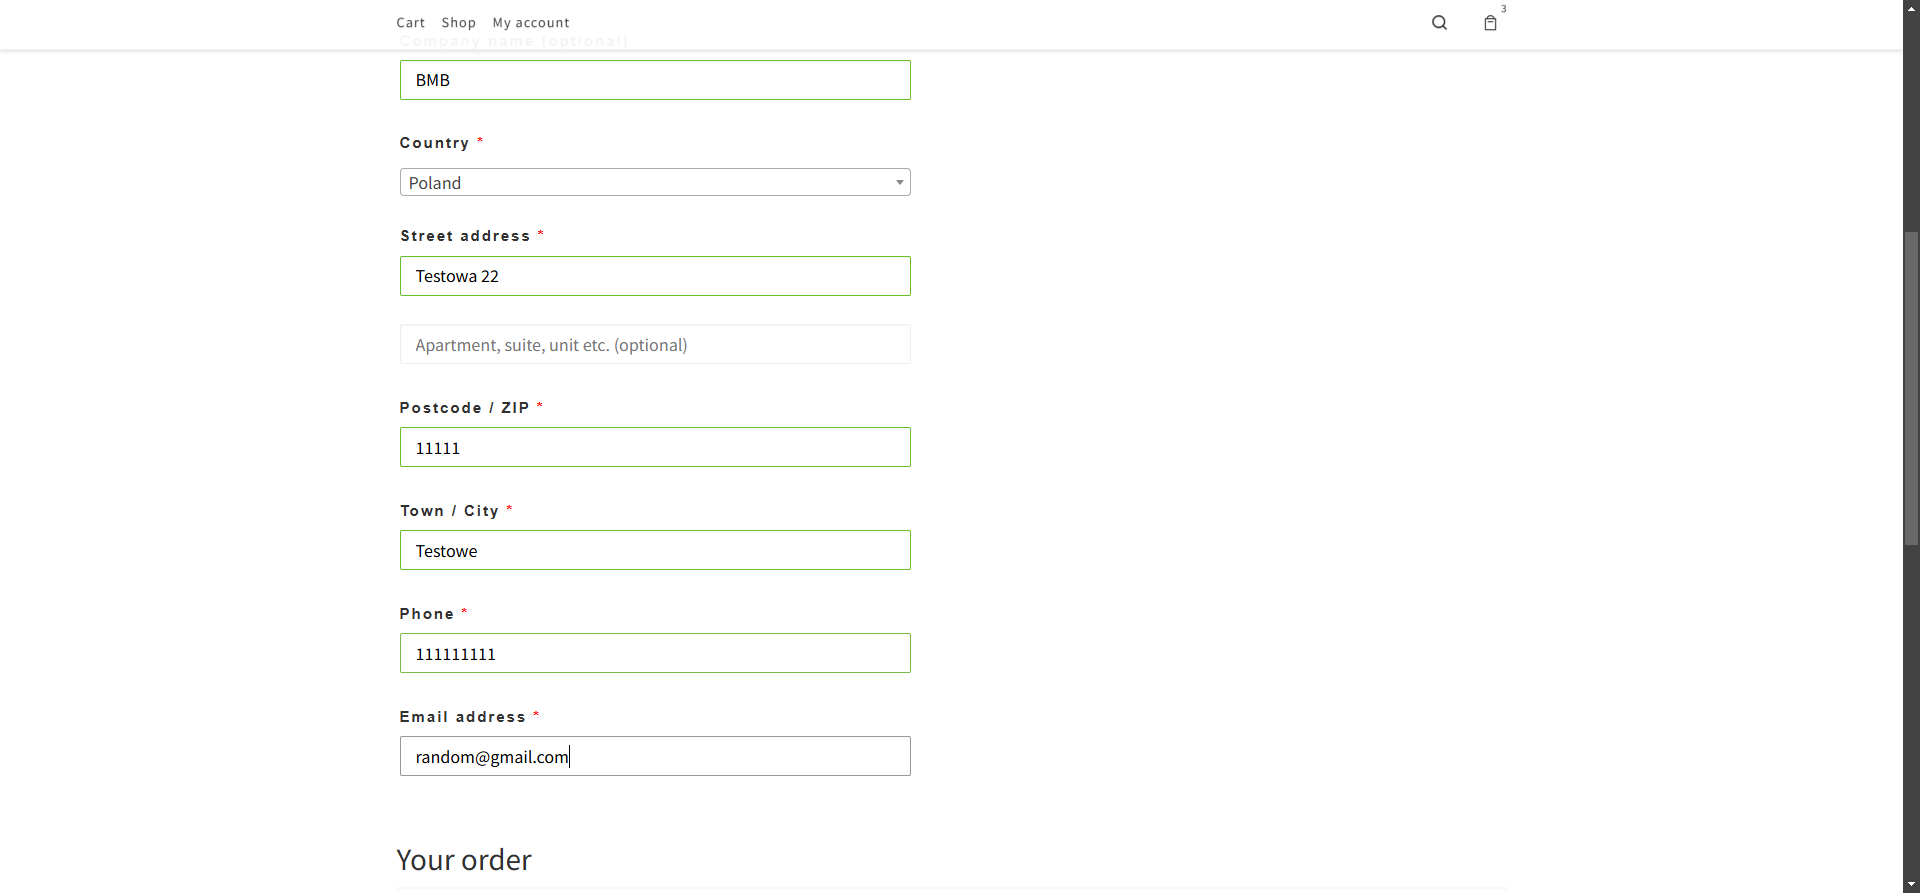 Cart Shop My account
3
Company name (optional)
BMB
Country *
Poland
Street address *
Testowa 22
Apartment, suite, unit etc. (optional)
Postcode / ZIP *
11111
Town / City *
Testowe
Phone *
111111111
Email address *
random@gmail.com
Your order